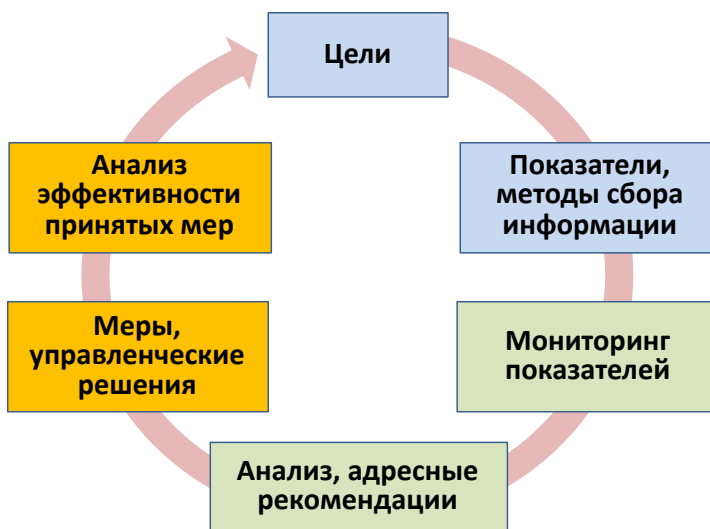 Цели
Показатели,
методы сбора
информации
Мониторинг
показателей
Анализ, адресные
рекомендации
Меры,
управленческие
решения
Анализ
эффективности
принятых мер